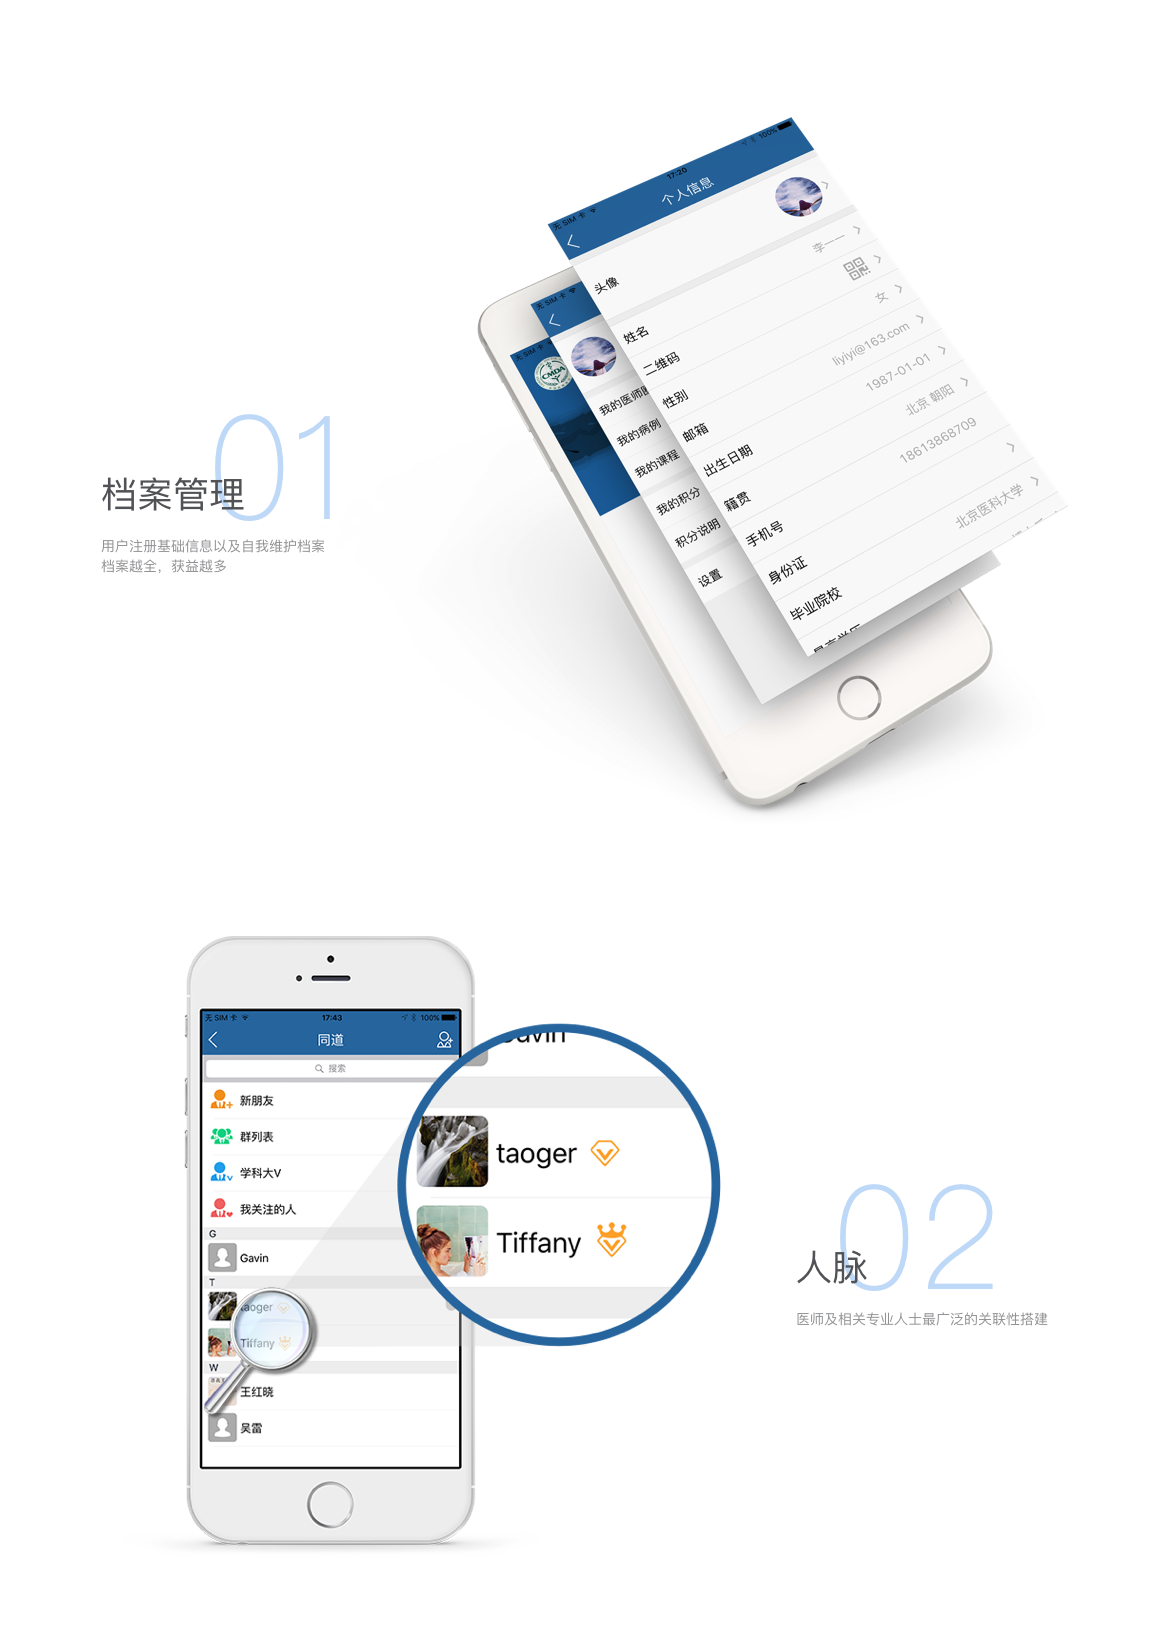 无 SIM 卡
17:20
100%
个人信息
头像
姓名
李一一
二维码
性别
女
邮箱
liyiyi@163.com
出生日期
1987-01-01
籍贯
北京 朝阳
手机号
18613868709
身份证
毕业院校
北京医科大学
无 SIM 卡
我的医师
我的病例
我的课程
我的积分
积分说明
设置
无 SIM 卡
CMDA
01
档案管理
用户注册基础信息以及自我维护档案
档案越全，获益越多
无 SIM 卡
17:43
100%
同道
搜索
新朋友
群列表
学科大V
我关注的人
G
Gavin
T
taoger
Tiffany
W
王红晓
吴雷
Gavin
taoger
Tiffany
02
人脉
医师及相关专业人士最广泛的关联性搭建